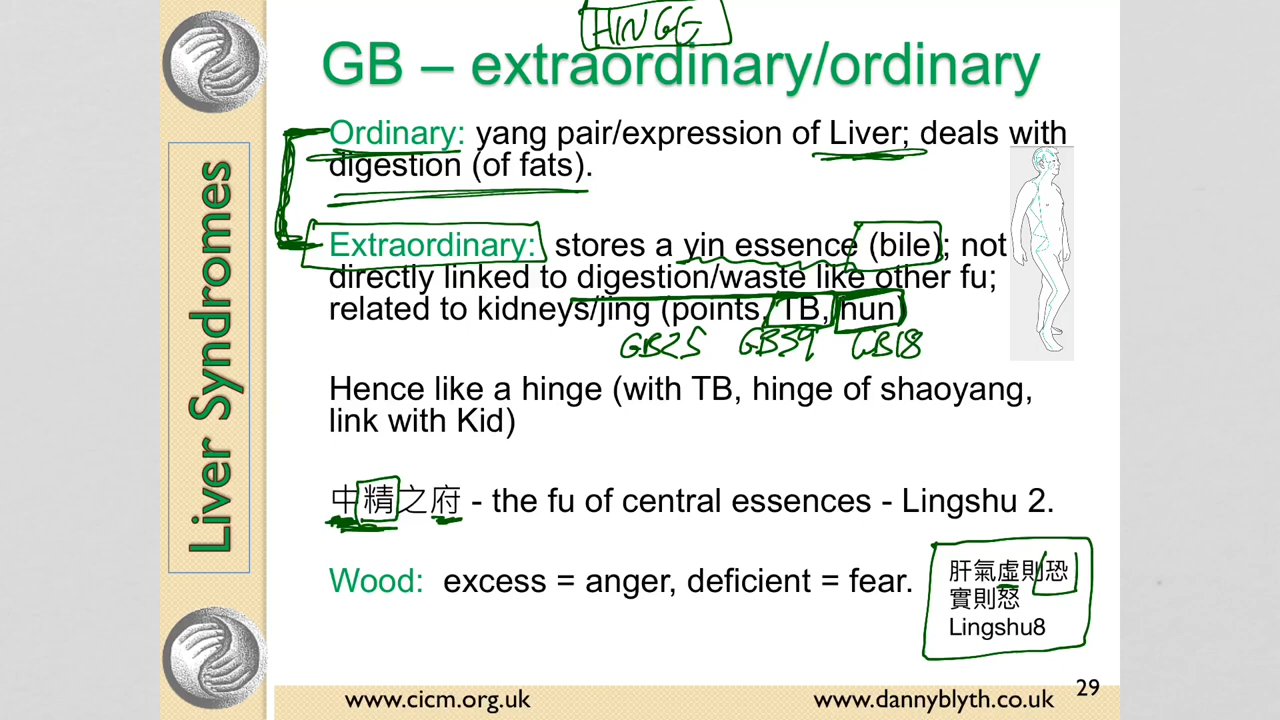 HINGE
GB – extraordinary/ordinary
Ordinary: yang pair/expression of Liver; deals with
digestion (of fats).
Extraordinary: stores a yin essence (bile); not
directly linked to digestion/waste like other fu;
related to kidneys/jing (points, TB, hun)
GB25 GB39 GB18
Hence like a hinge (with TB, hinge of shaoyang,
link with Kid)
中精之府 - the fu of central essences - Lingshu 2.
Wood: excess = anger, deficient = fear.
肝氣虛則恐
實則怒
Lingshu8
Liver Syndromes
www.cicm.org.uk
www.dannyblyth.co.uk
29